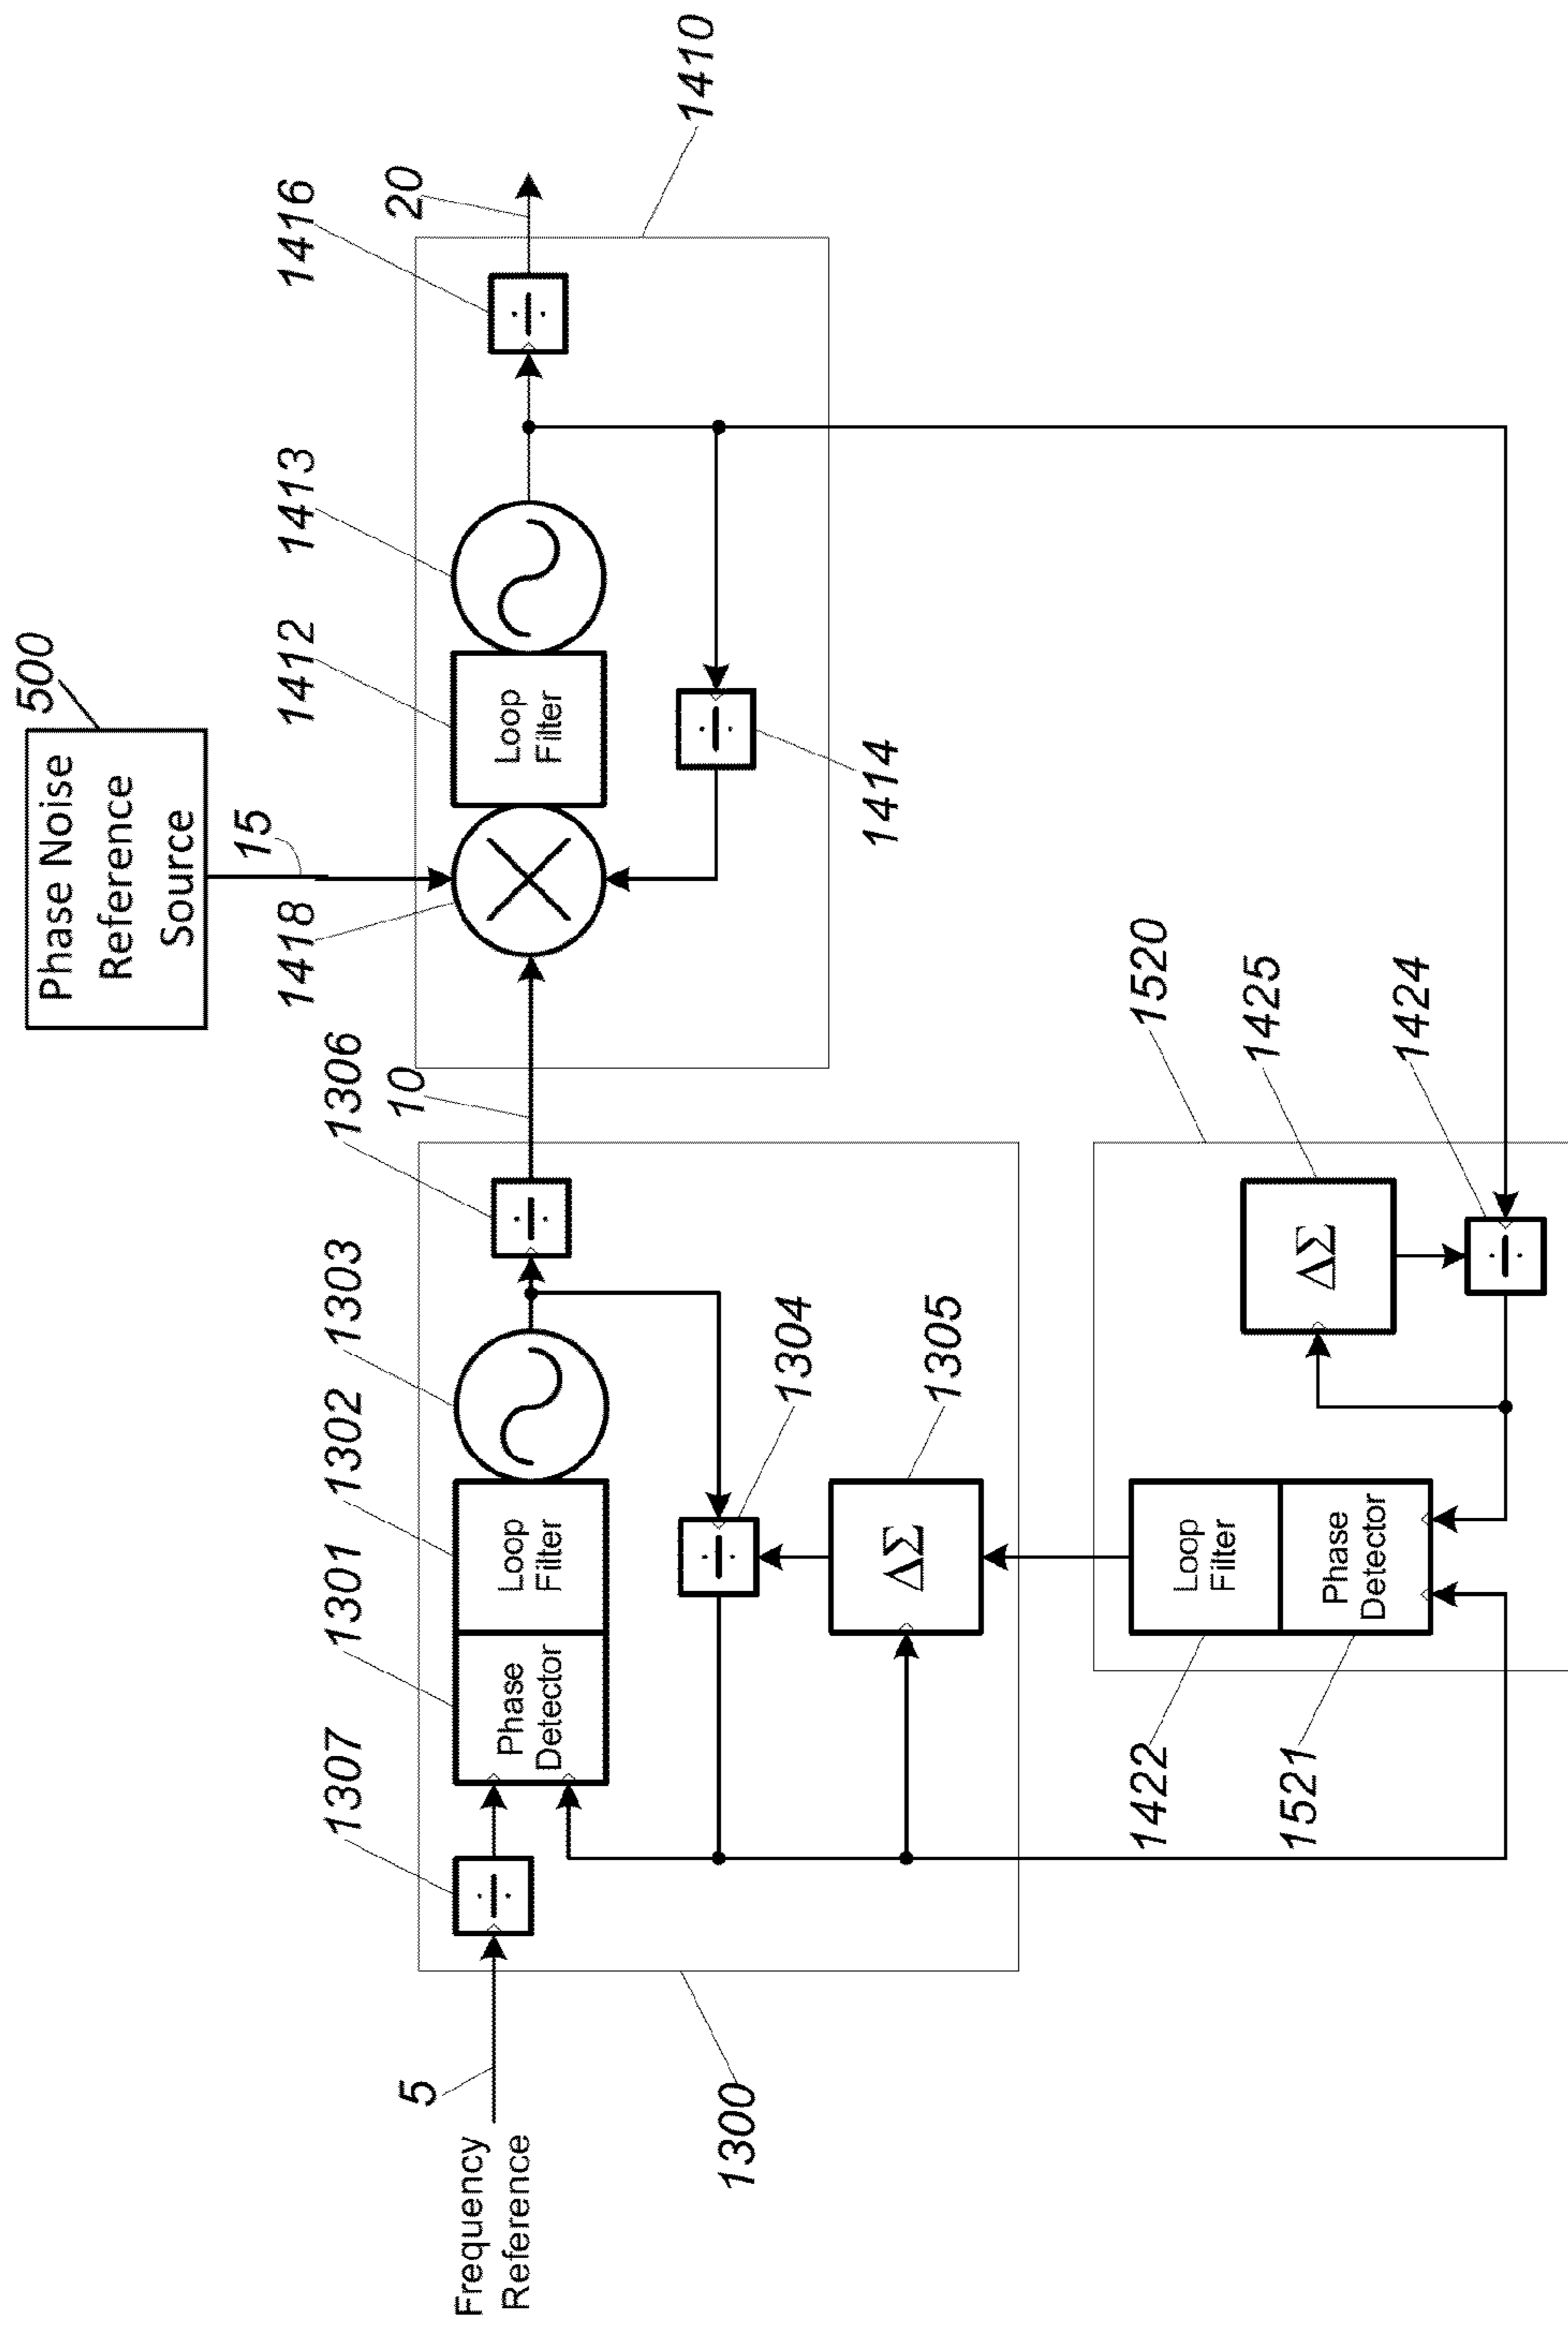 Phase Noise
Reference
Source
500
15
1418
1412
1413
1416
20
1410
Loop
Filter
÷
÷
1414
Frequency
Reference
5
1307
1301
1302
1303
1306
10
÷
Phase
Detector
Loop
Filter
÷
÷
1304
ΔΣ
1305
1300
1520
1425
1424
ΔΣ
÷
Loop
Filter
Phase
Detector
1422
1521